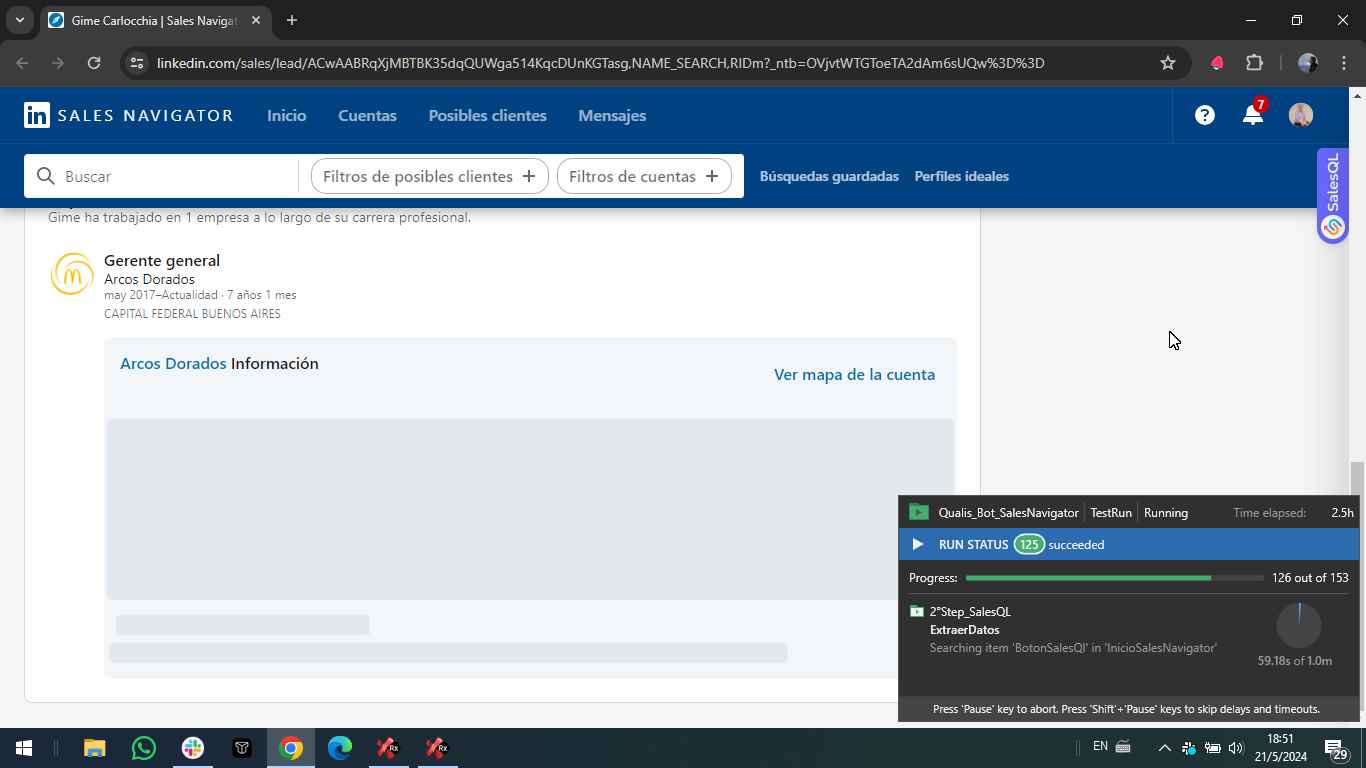 Gime Carlocchia | Sales Navigat
linkedin.com/sales/lead/ACwAABRqXjMBTBK35dqQUWga514KqcDUnKGTasg,NAME_SEARCH,RIDm?_ntb=OVjvtWTGToeTA2dAm6sUQw%3D%3D
in SALES NAVIGATOR
Inicio
Cuentas
Posibles clientes
Mensajes
7
Buscar
Filtros de posibles clientes +
Filtros de cuentas +
Búsquedas guardadas
Perfiles ideales
SalesQL
Gime ha trabajado en 1 empresa a lo largo de su carrera profesional.
Gerente general
Arcos Dorados
may 2017–Actualidad · 7 años 1 mes
CAPITAL FEDERAL BUENOS AIRES
Arcos Dorados Información
Ver mapa de la cuenta
Qualis_Bot_SalesNavigator
TestRun
Running
Time elapsed:
2.5h
RUN STATUS 125 succeeded
Progress:
126 out of 153
2°Step_SalesQL
ExtraerDatos
Searching item 'BotonSalesQl' in 'InicioSalesNavigator'
59.18s of 1.0m
Press 'Pause' key to abort. Press 'Shift'+'Pause' keys to skip delays and timeouts.
Rx
Rx
EN
18:51
21/5/2024
29